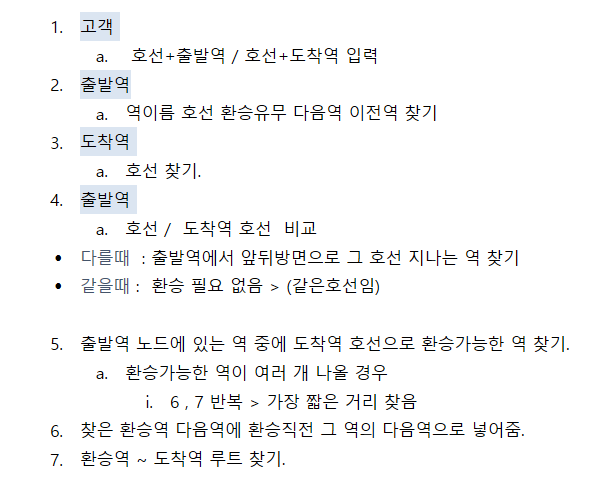 1. 고객
a. 호선+출발역 / 호선+도착역 입력
2. 출발역
a. 역이름 호선 환승유무 다음역 이전역 찾기
3. 도착역
a. 호선 찾기.
4. 출발역
a. 호선 / 도착역 호선 비교
• 다를때 : 출발역에서 앞뒤방면으로 그 호선 지나는 역 찾기
• 같을때 : 환승 필요 없음 > (같은호선임)
5. 출발역 노드에 있는 역 중에 도착역 호선으로 환승가능한 역 찾기.
a. 환승가능한 역이 여러 개 나올 경우
i. 6 , 7 반복 > 가장 짧은 거리 찾음
6. 찾은 환승역 다음역에 환승직전 그 역의 다음역으로 넣어줌.
7. 환승역 ~ 도착역 루트 찾기.